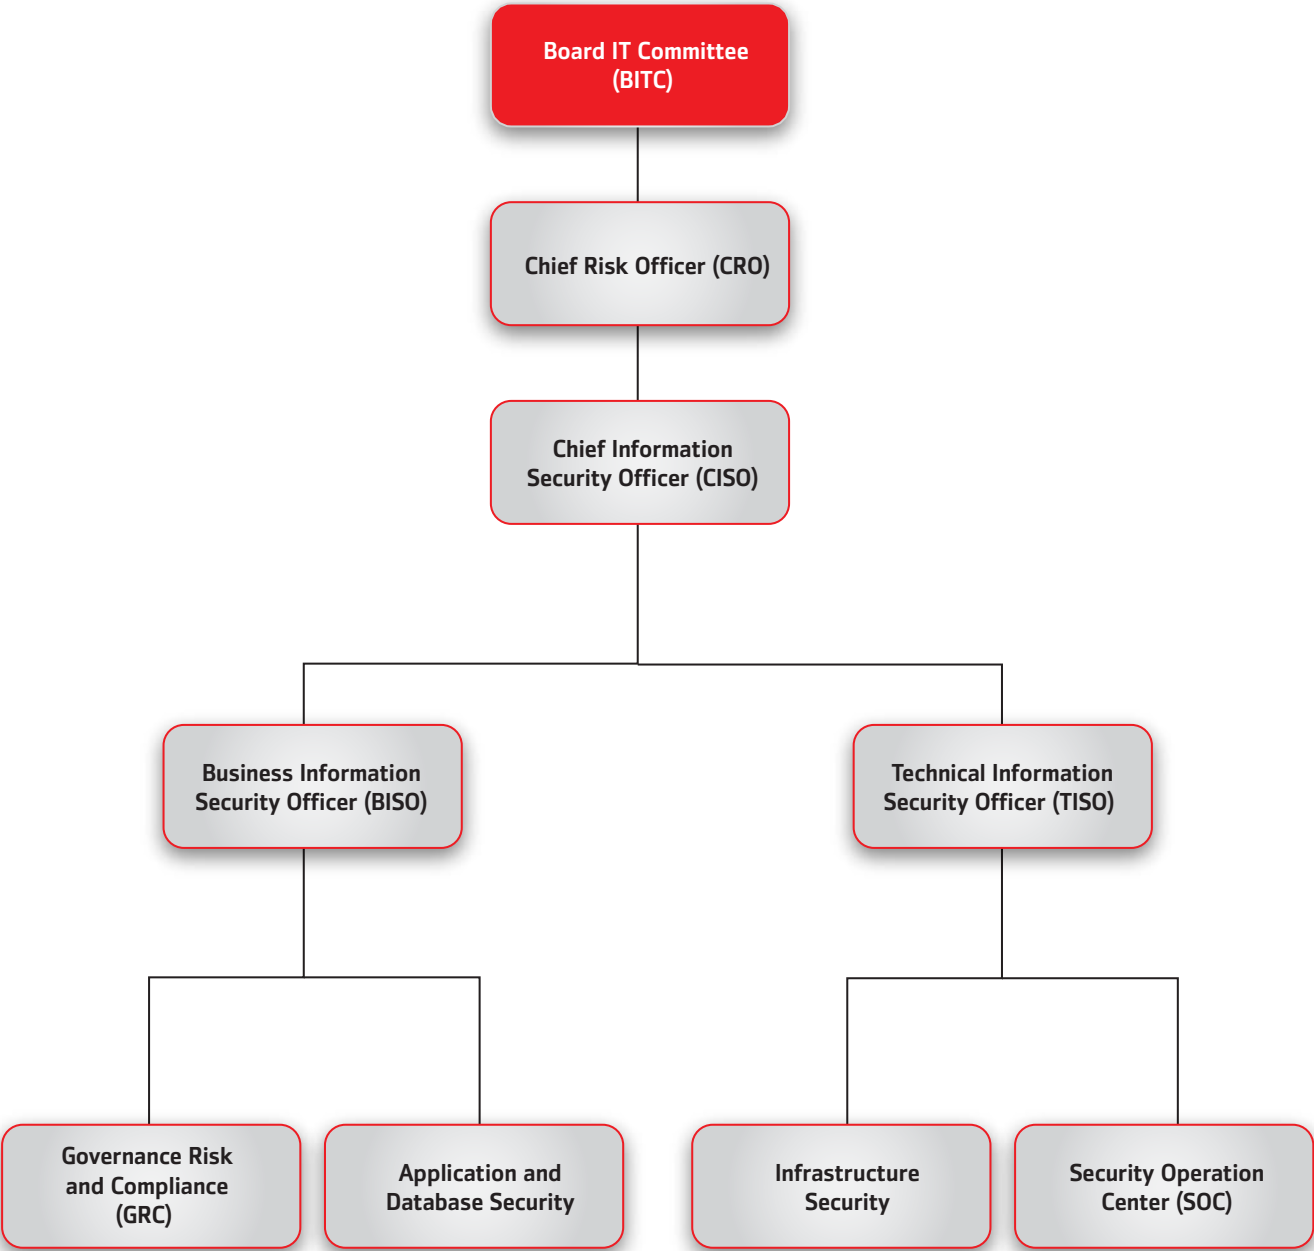 Board IT Committee
(BITC)
Chief Risk Officer (CRO)
Chief Information
Security Officer (CISO)
Business Information
Security Officer (BISO)
Technical Information
Security Officer (TISO)
Governance Risk
and Compliance
(GRC)
Application and
Database Security
Infrastructure
Security
Security Operation
Center (SOC)